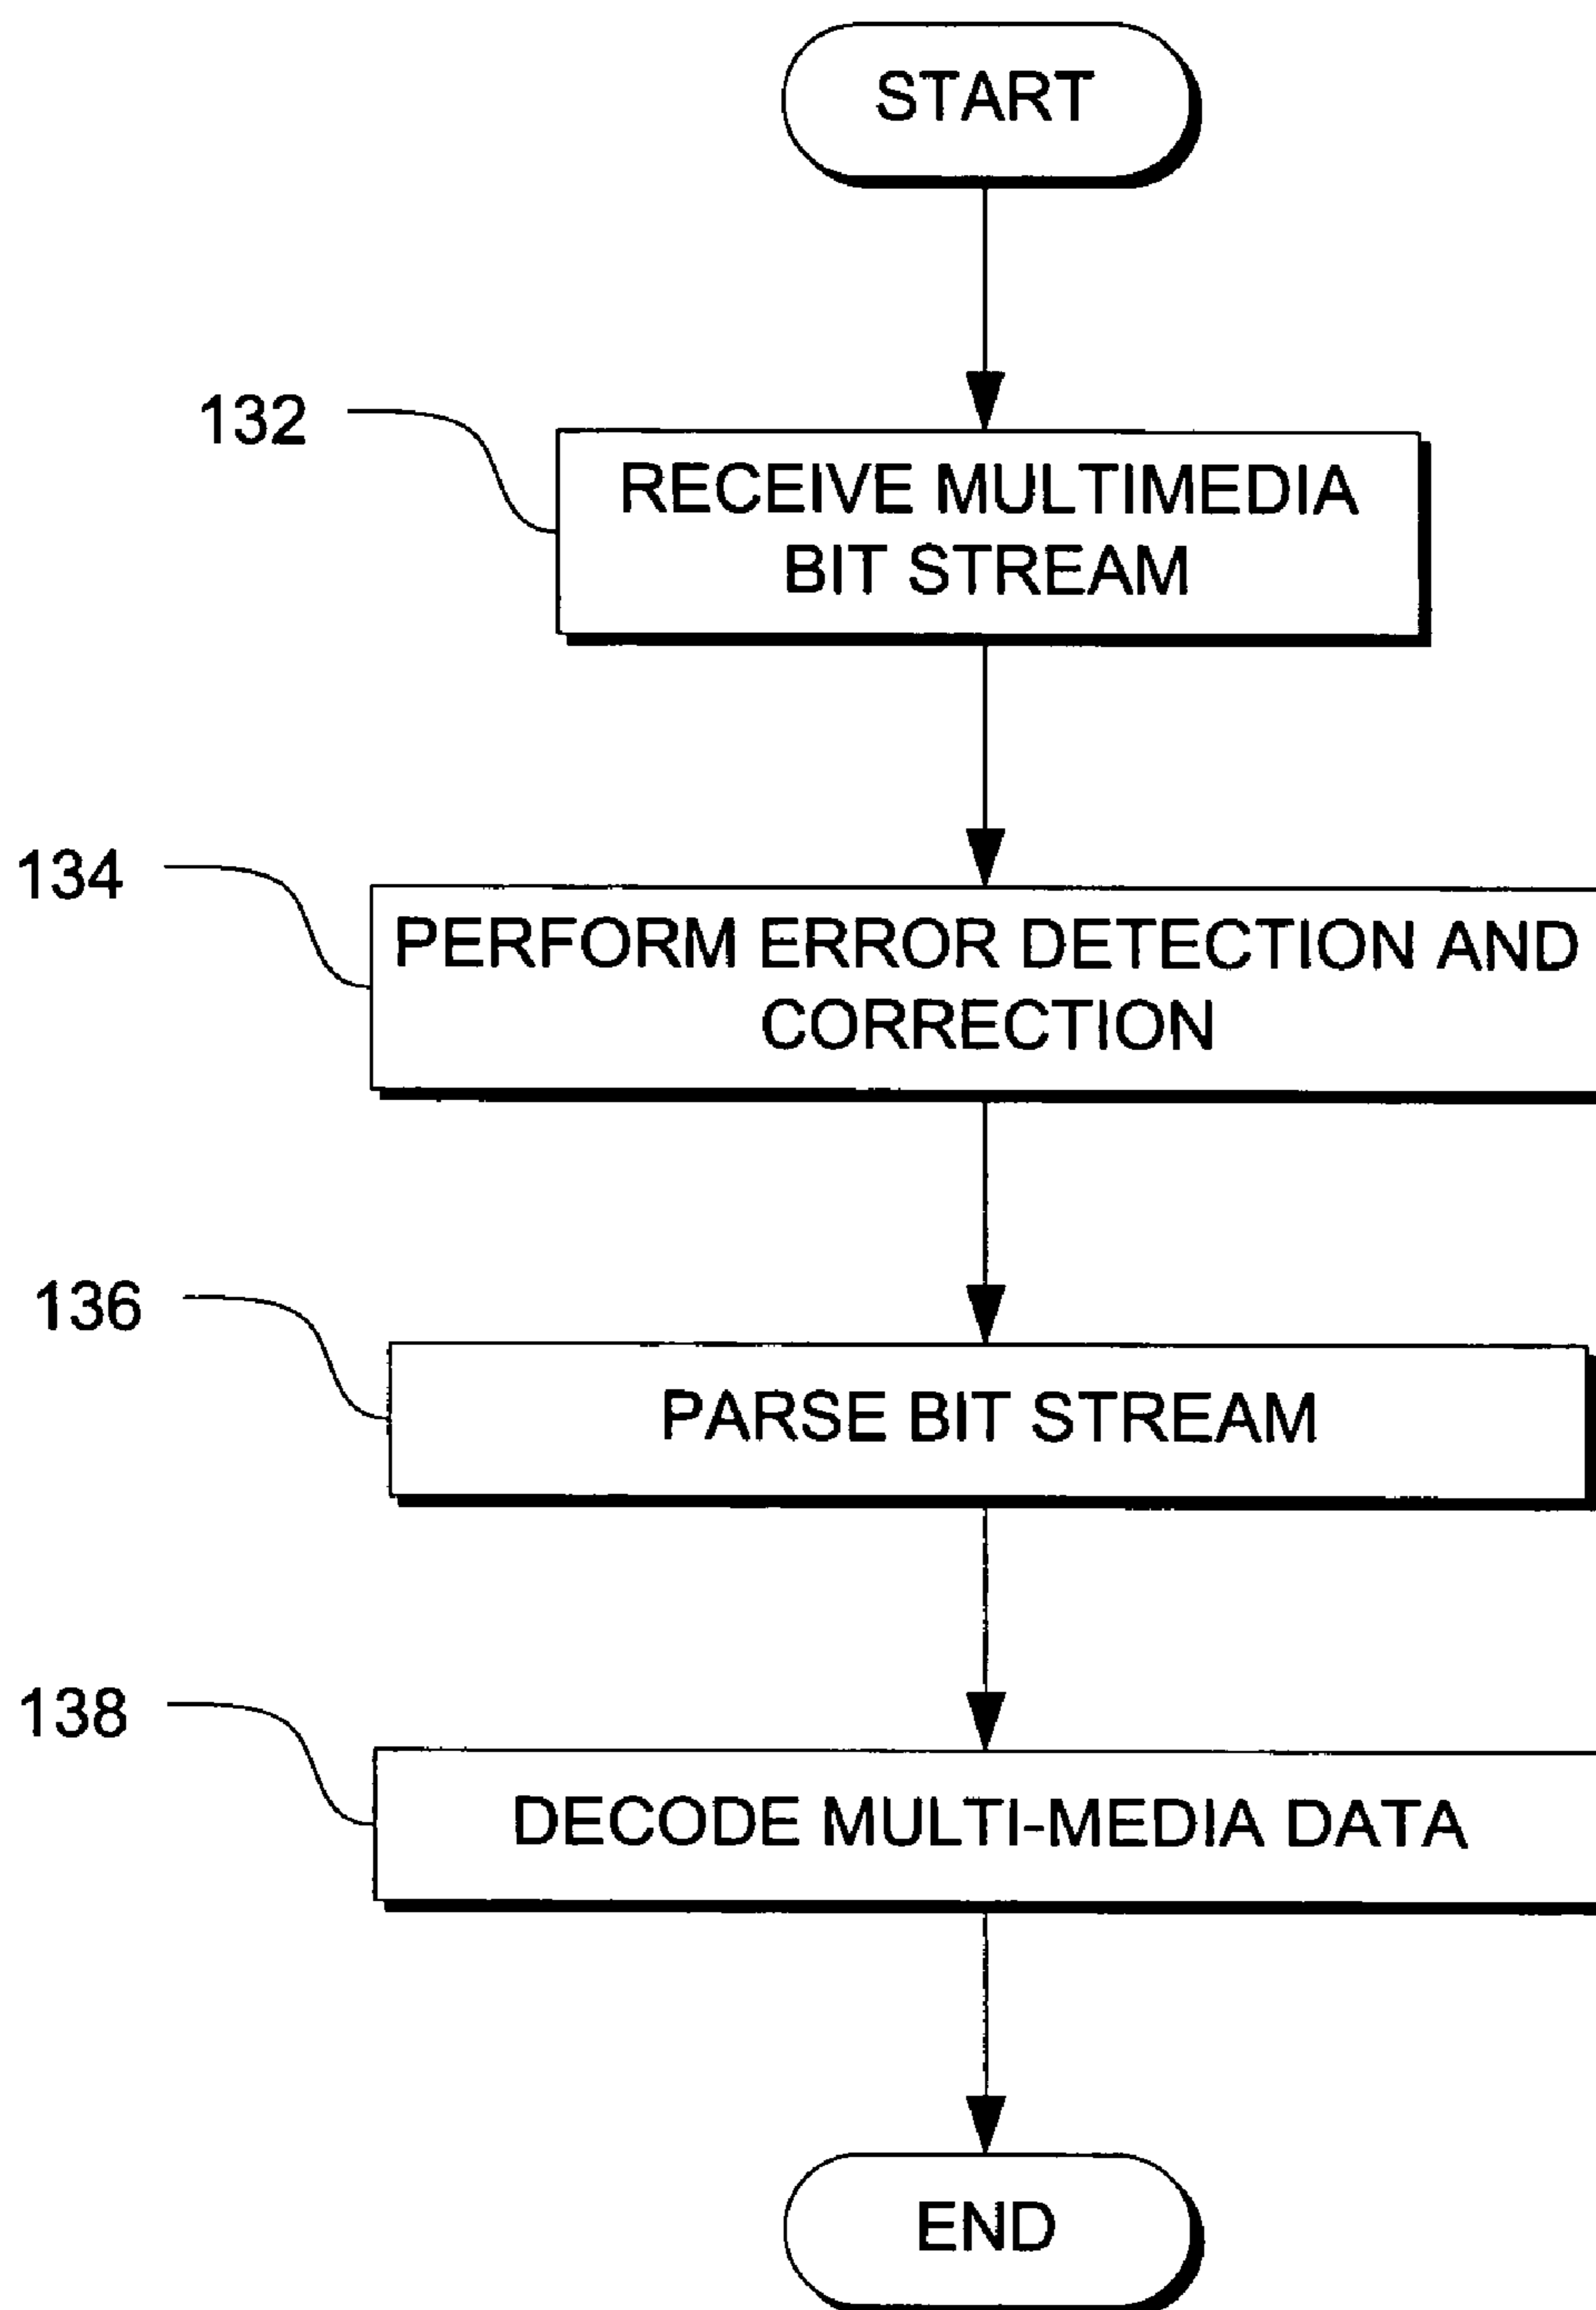 START
132
RECEIVE MULTIMEDIA
BIT STREAM
134
PERFORM ERROR DETECTION AND
CORRECTION
136
PARSE BIT STREAM
138
DECODE MULTI-MEDIA DATA
END